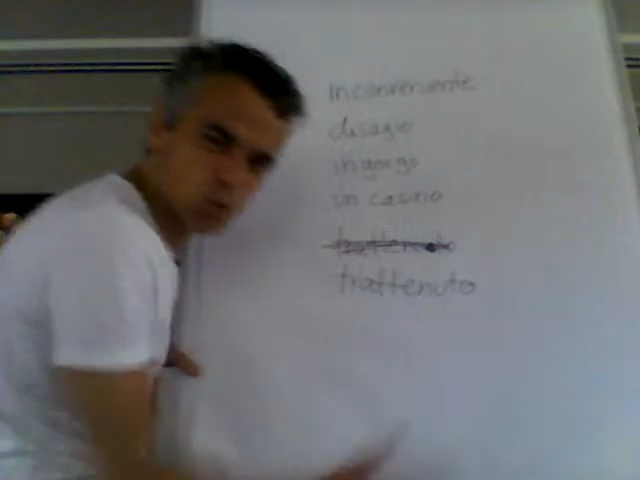 inconveniente
disagio
ingorgo
un casino
trattenuto